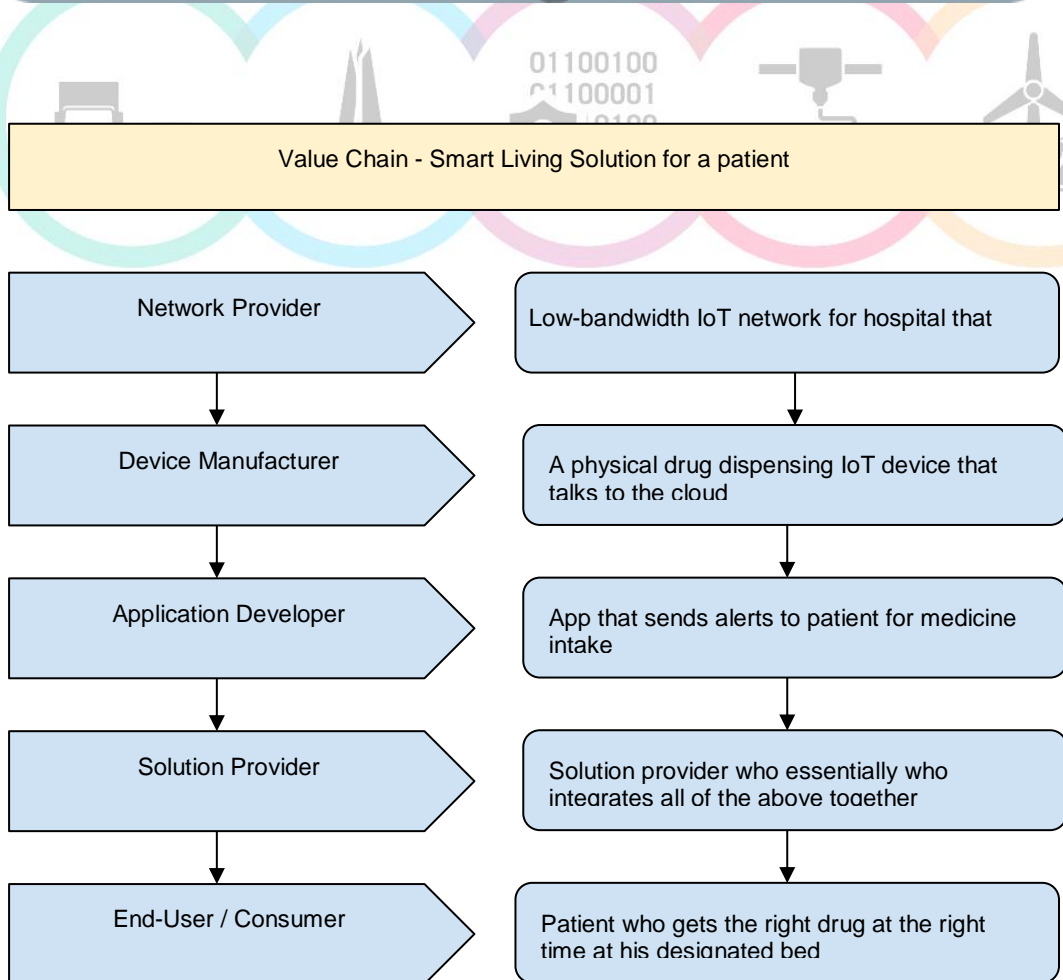 01100100
01100001
0100
Value Chain - Smart Living Solution for a patient
Network Provider
Low-bandwidth IoT network for hospital that
Device Manufacturer
A physical drug dispensing IoT device that
talks to the cloud
Application Developer
App that sends alerts to patient for medicine
intake
Solution Provider
Solution provider who essentially who
integrates all of the above together
End-User / Consumer
Patient who gets the right drug at the right
time at his designated bed